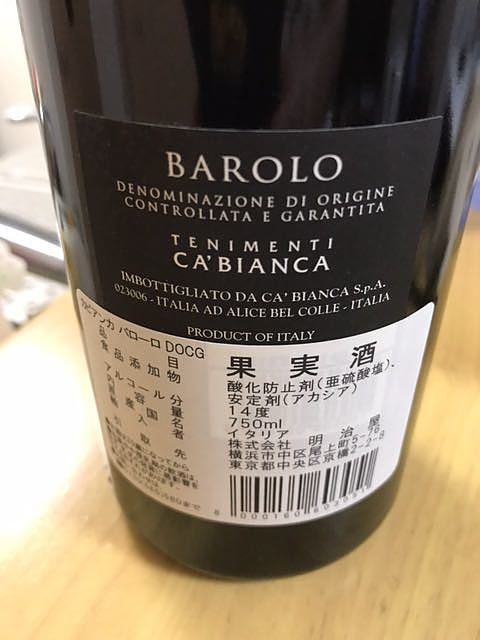 BAROLO
DENOMINAZIONE DI ORIGINE
CONTROLLATA E GARANTITA
TENIMENTI
CA'BIANCA
IMBOTTIGLIATO DA CA' BIANCA S.p.A.
023006 - ITALIA AD ALICE BEL COLLE - ITALIA
PRODUCT OF ITALY
カビアンカ バローロ DOCG
品目 果実酒
食品添加物 酸化防止剤(亜硫酸塩)、
安定剤(アカシア)
アルコール分 14度
内容量 750ml
原産国名 イタリア
引取者 株式会社 明治屋
横浜市中区尾上町5-76
引取先 東京都中央区京橋2-2-8
8 000160